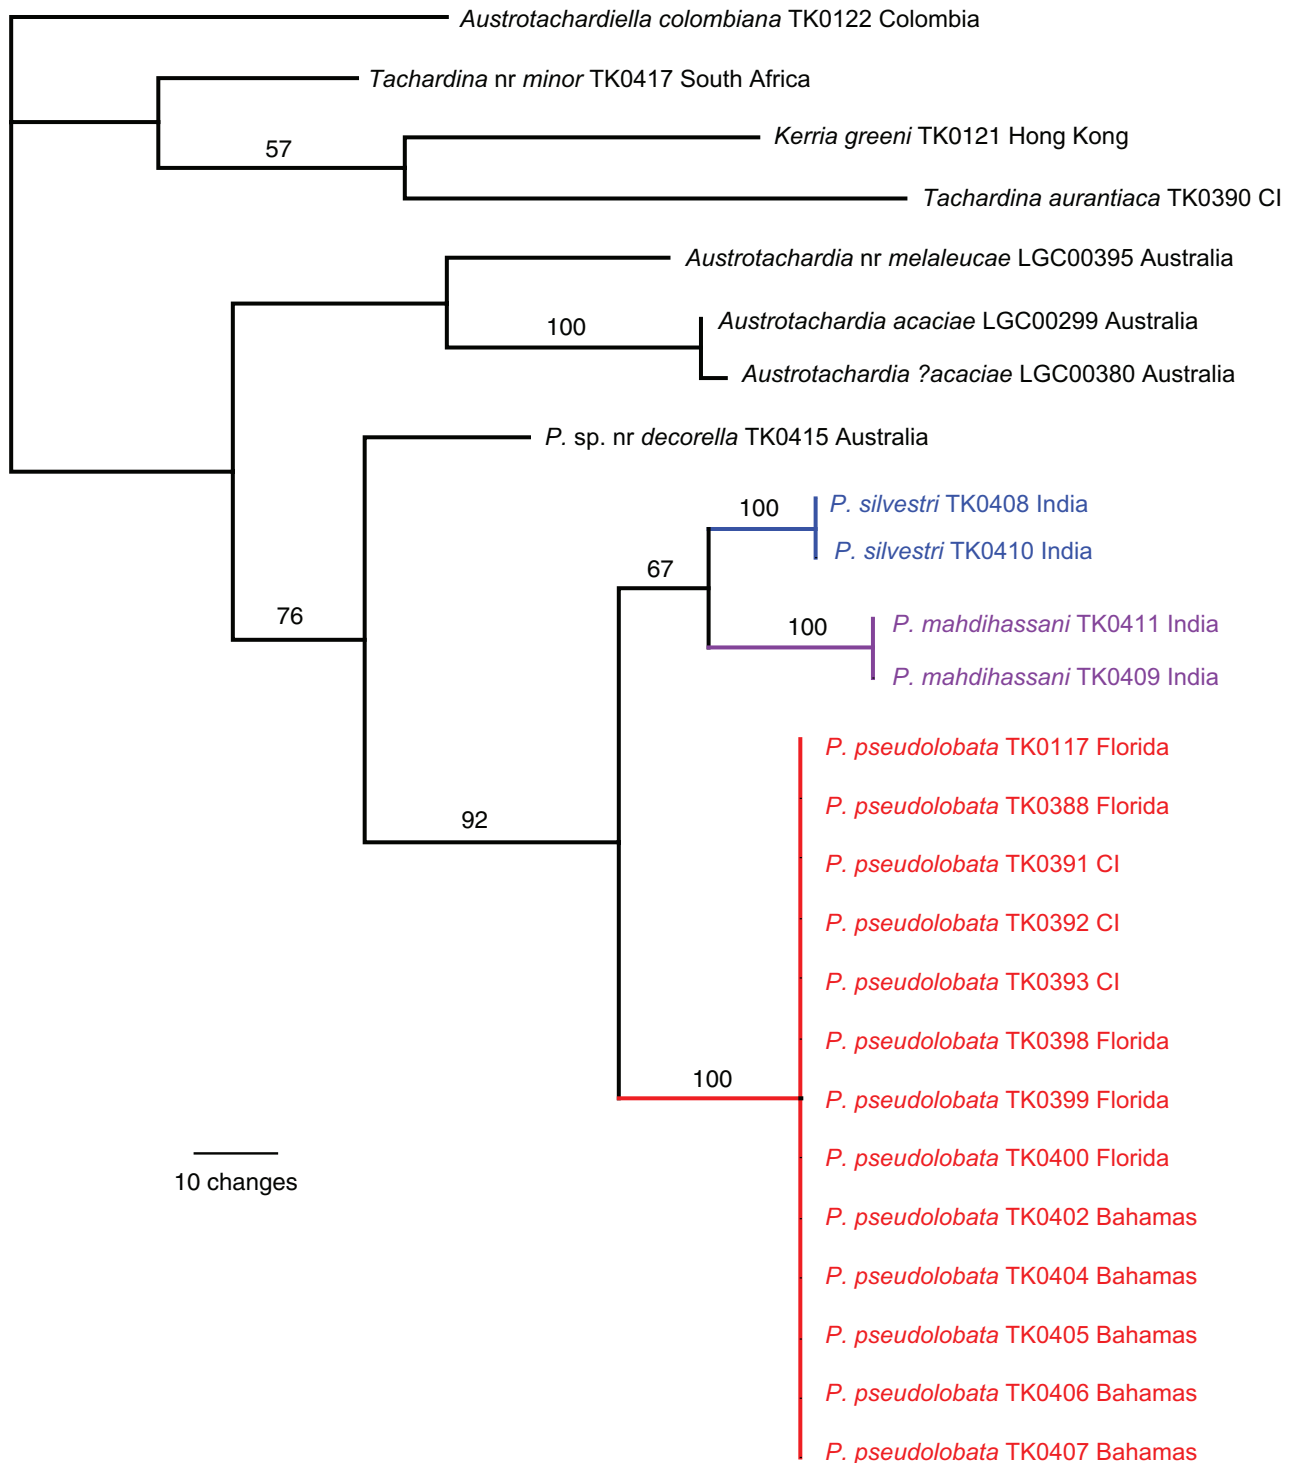 Austrotachardiella colombiana TK0122 Colombia
Tachardina nr minor TK0417 South Africa
57
Kerria greeni TK0121 Hong Kong
Tachardina aurantiaca TK0390 CI
Austrotachardia nr melaleucae LGC00395 Australia
100
Austrotachardia acaciae LGC00299 Australia
Austrotachardia ?acaciae LGC00380 Australia
P. sp. nr decorella TK0415 Australia
100
P. silvestri TK0408 India
P. silvestri TK0410 India
67
76
100
P. mahdihassani TK0411 India
P. mahdihassani TK0409 India
P. pseudolobata TK0117 Florida
P. pseudolobata TK0388 Florida
92
P. pseudolobata TK0391 CI
P. pseudolobata TK0392 CI
P. pseudolobata TK0393 CI
P. pseudolobata TK0398 Florida
100
P. pseudolobata TK0399 Florida
P. pseudolobata TK0400 Florida
10 changes
P. pseudolobata TK0402 Bahamas
P. pseudolobata TK0404 Bahamas
P. pseudolobata TK0405 Bahamas
P. pseudolobata TK0406 Bahamas
P. pseudolobata TK0407 Bahamas